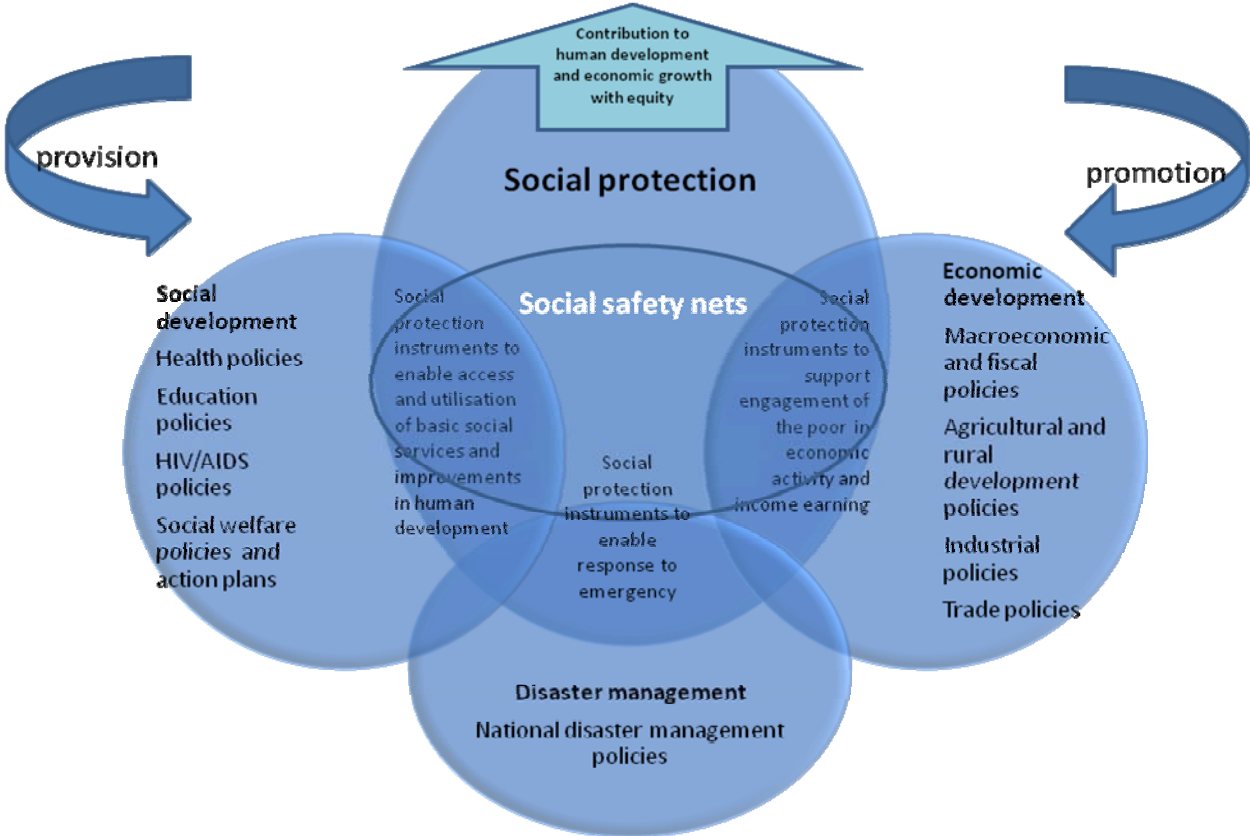 Contribution to
human development
and economic growth
with equity
provision
promotion
Social protection
Social safety nets
Social
development
Health policies
Education
policies
HIV/AIDS
policies
Social welfare
policies and
action plans
Social
protection
instruments to
enable access
and utilisation
of basic social
services and
improvements
in human
development
Social
protection
instruments to
enable
response to
emergency
Social
protection
instruments to
support
engagement of
the poor in
economic
activity and
income earning
Economic
development
Macroeconomic
and fiscal
policies
Agricultural and
rural
development
policies
Industrial
policies
Trade policies
Disaster management
National disaster management
policies